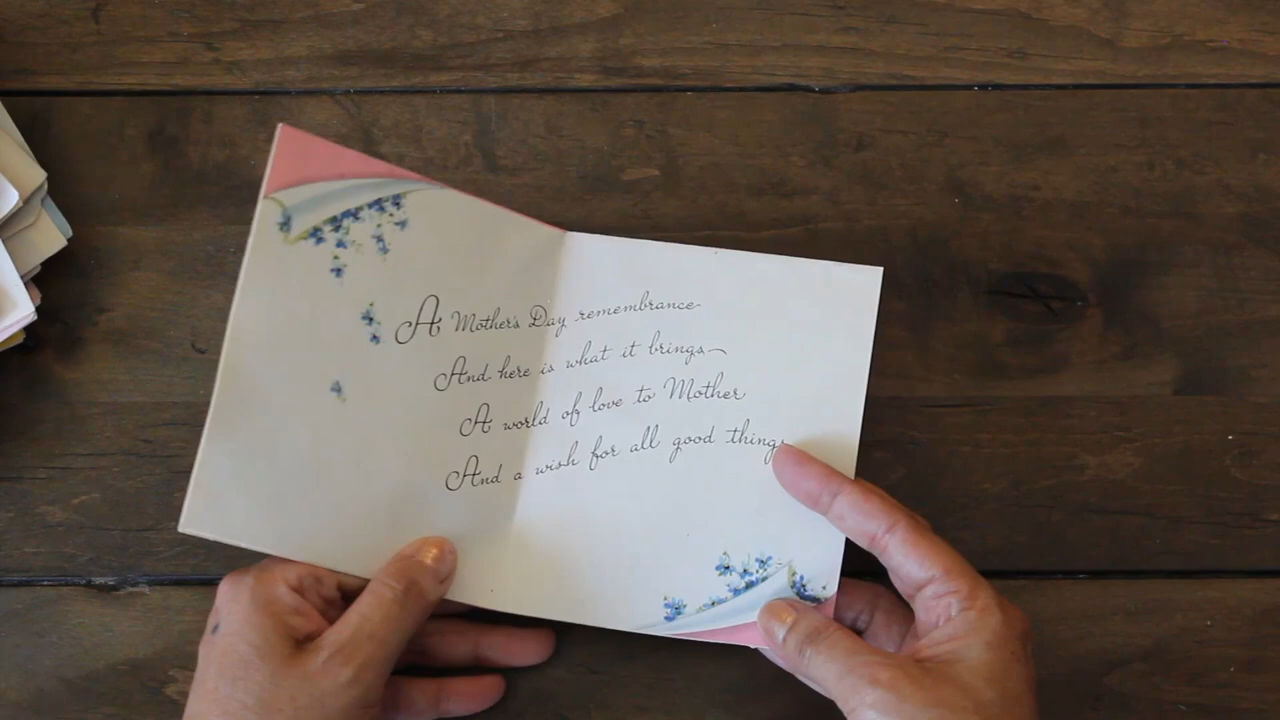 A Mother's Day remembrance-
And here is what it brings—
A world of love to Mother
And a wish for all good things